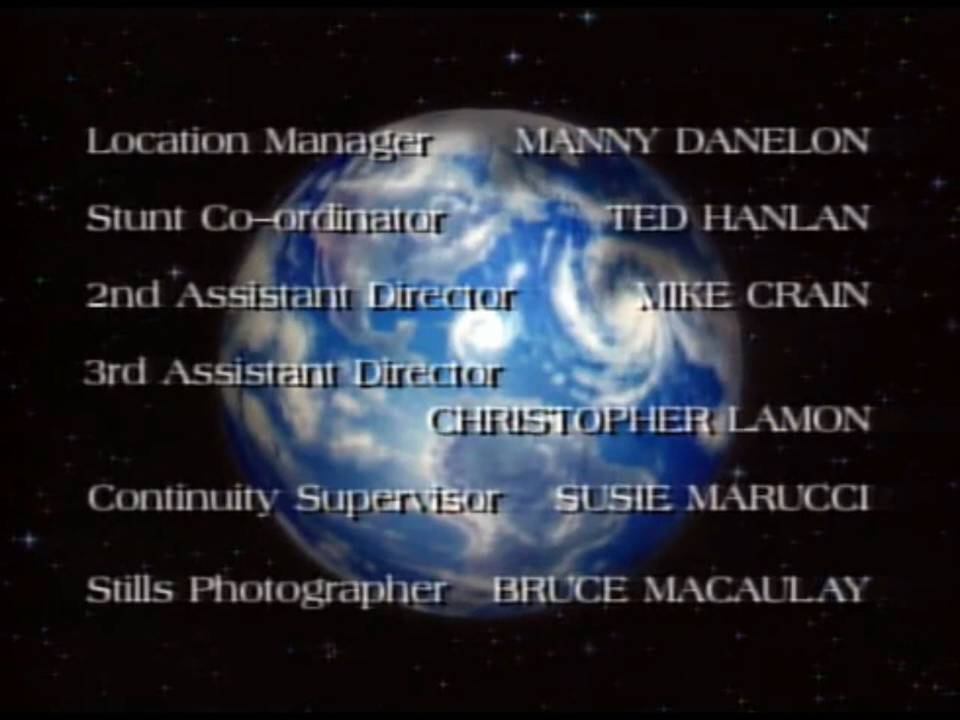 Location Manager MANNY DANELON
Stunt Co-ordinator TED HANLAN
2nd Assistant Director MIKE CRAIN
3rd Assistant Director
CHRISTOPHER LAMON
Continuity Supervisor SUSIE MARUCCI
Stills Photographer BRUCE MACAULAY